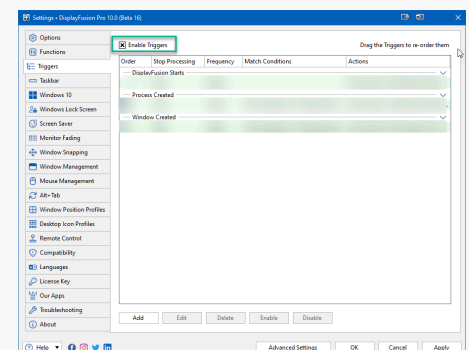 Settings • DisplayFusion Pro 10.0 (Beta 16)
Options
Functions
Triggers
Taskbar
Windows 10
Windows Lock Screen
Screen Saver
Monitor Fading
Window Snapping
Window Management
Mouse Management
Alt+Tab
Window Position Profiles
Desktop Icon Profiles
Remote Control
Compatibility
Languages
License Key
Our Apps
Troubleshooting
About
Enable Triggers
Drag the Triggers to re-order them
Order Stop Processing Frequency Match Conditions Actions
DisplayFusion Starts
Process Created
Window Created
Add Edit Delete Enable Disable
Help Advanced Settings OK Cancel Apply